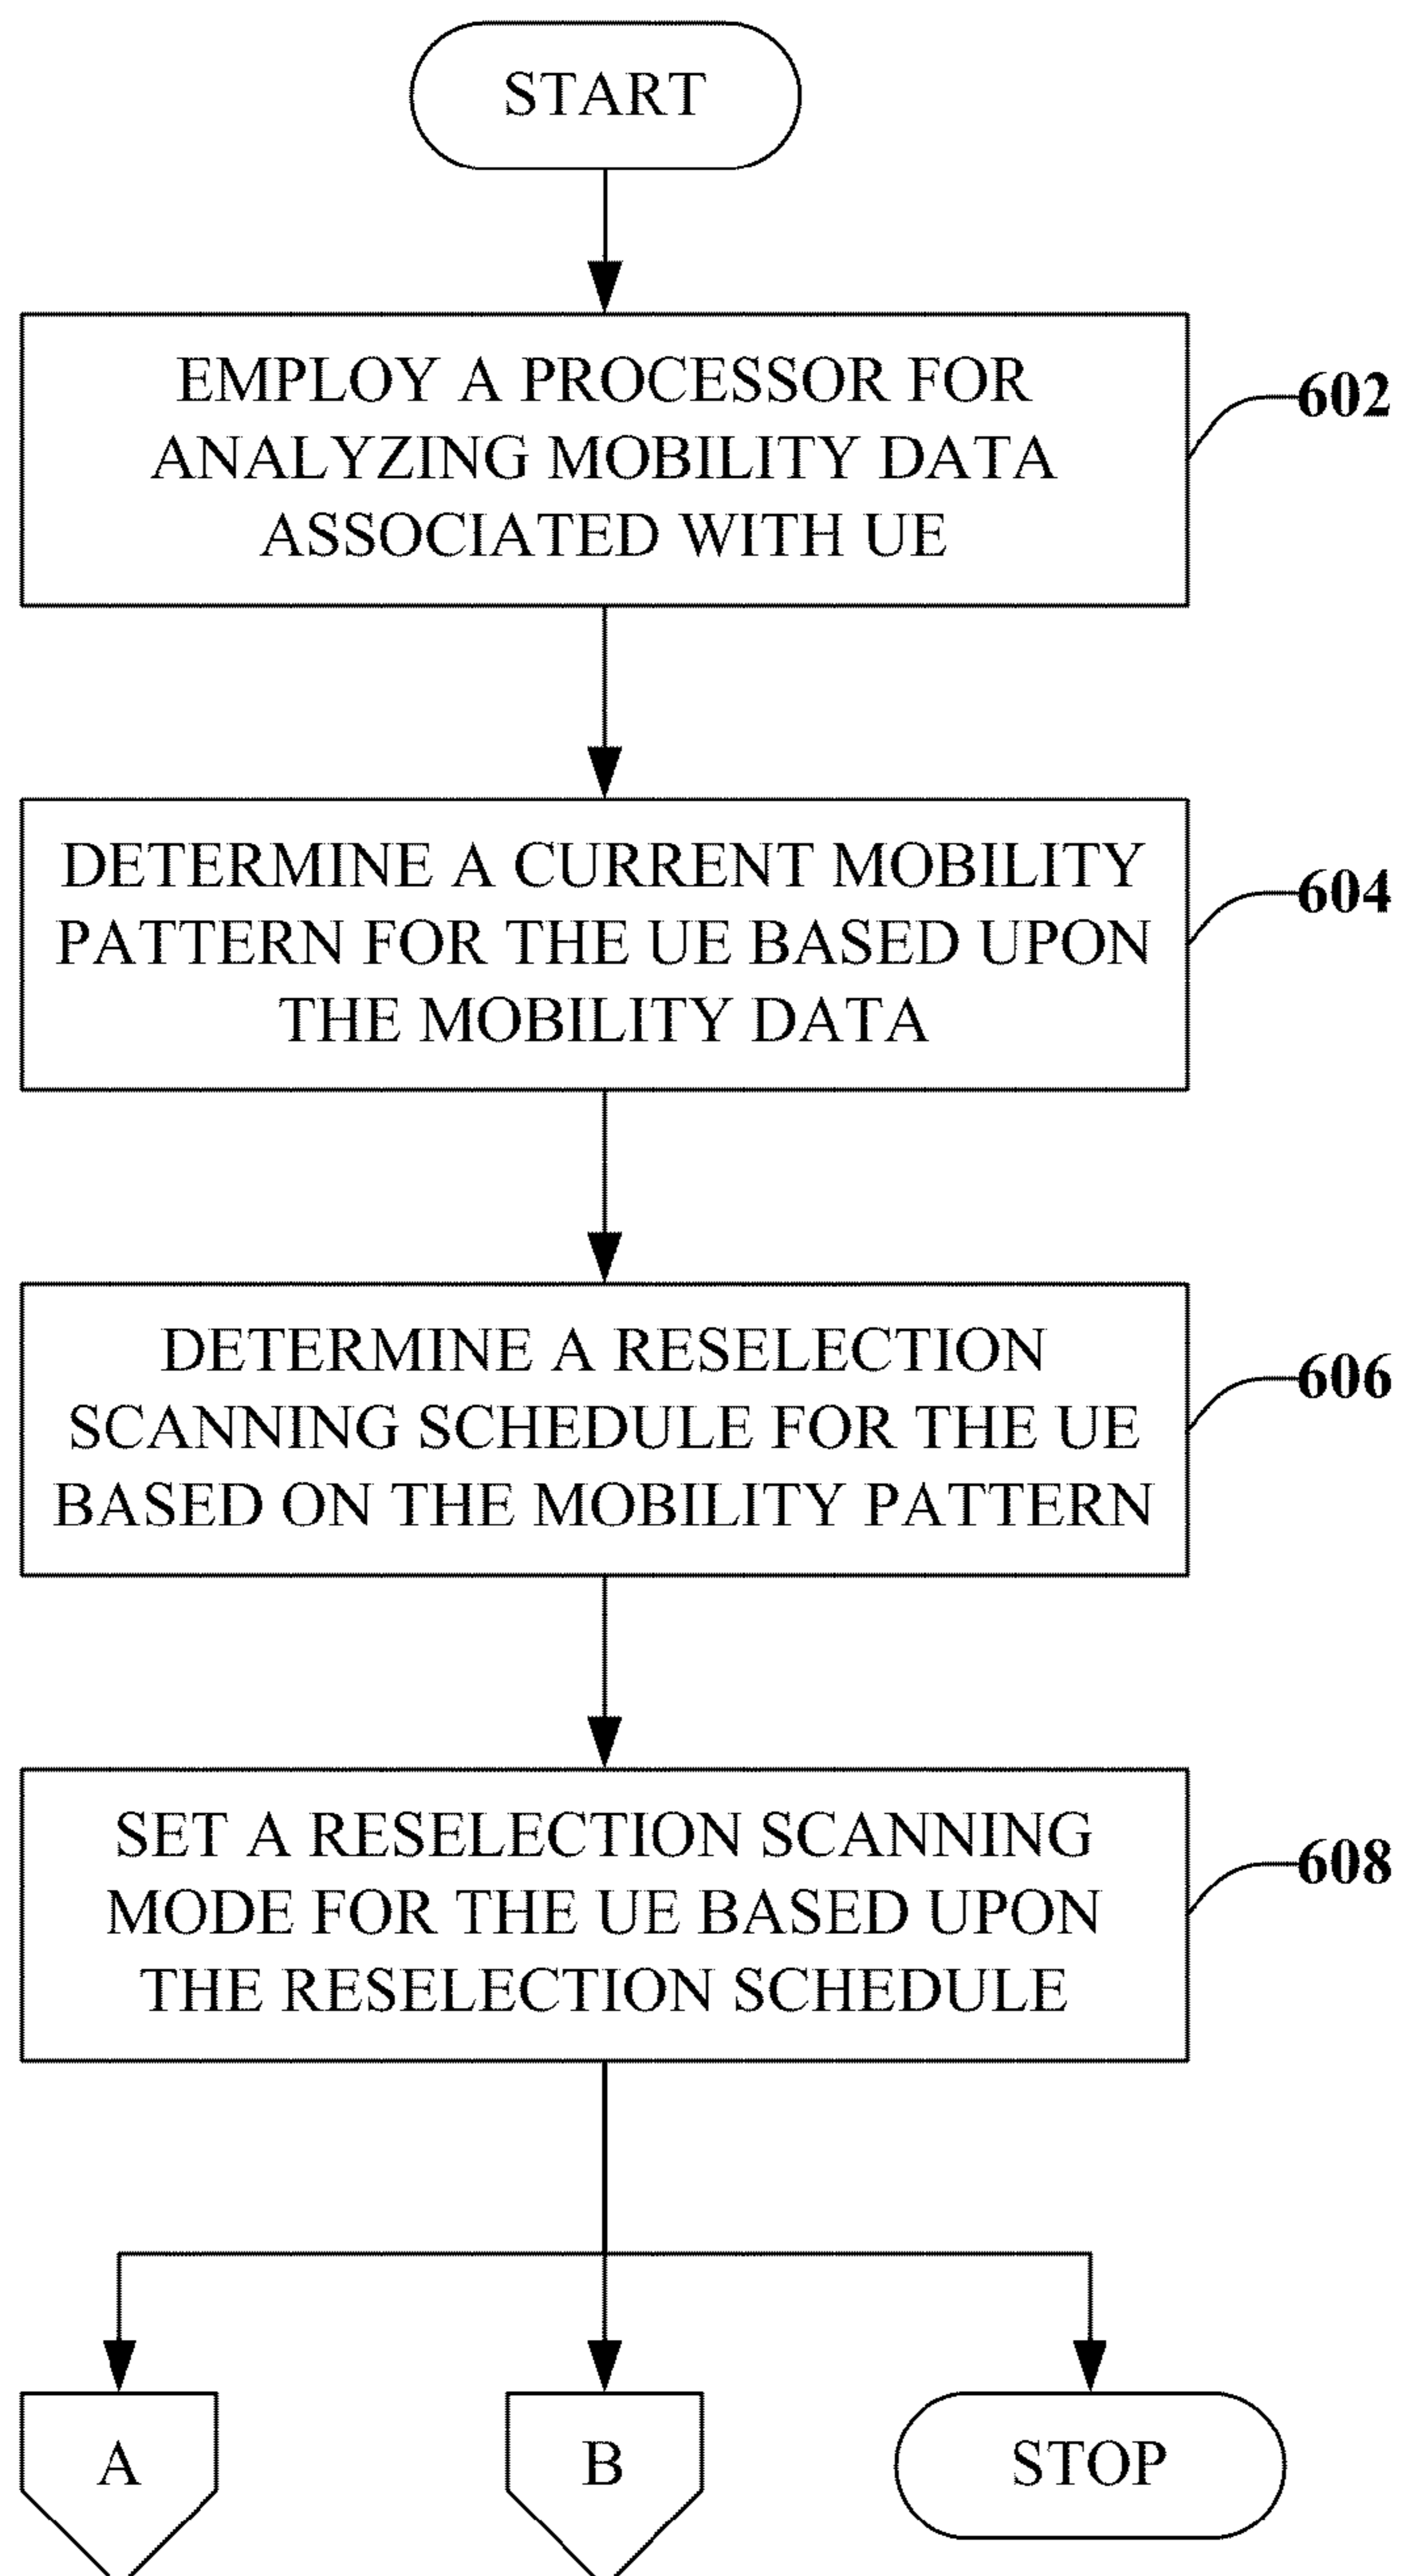 START
EMPLOY A PROCESSOR FOR
ANALYZING MOBILITY DATA
ASSOCIATED WITH UE
602
DETERMINE A CURRENT MOBILITY
PATTERN FOR THE UE BASED UPON
THE MOBILITY DATA
604
DETERMINE A RESELECTION
SCANNING SCHEDULE FOR THE UE
BASED ON THE MOBILITY PATTERN
606
SET A RESELECTION SCANNING
MODE FOR THE UE BASED UPON
THE RESELECTION SCHEDULE
608
A
B
STOP